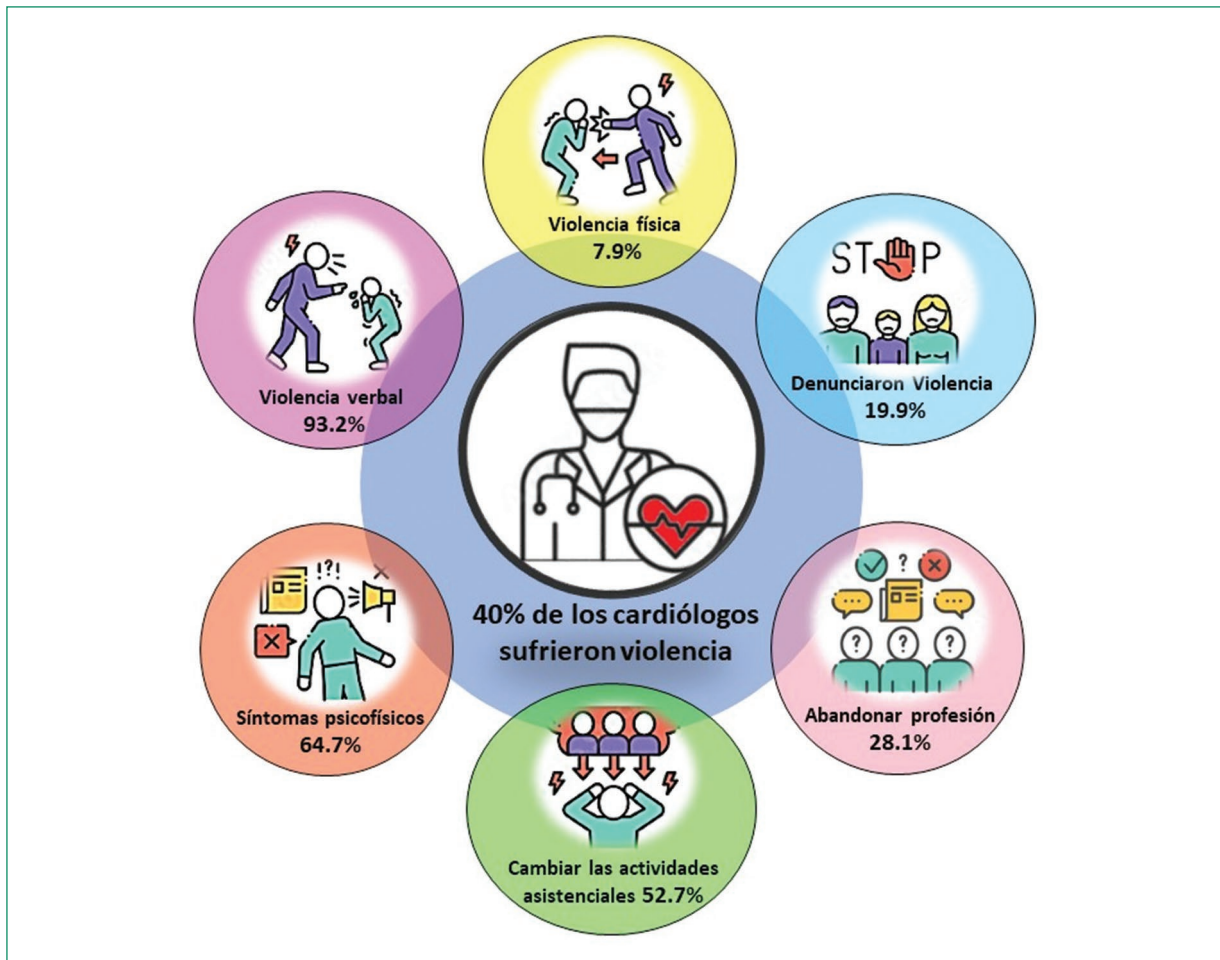 Violencia física
7.9%
Violencia verbal
93.2%
STOP
Denunciaron Violencia
19.9%
40% de los cardiólogos
sufrieron violencia
!?!
Síntomas psicofísicos
64.7%
?
? ? ?
Abandonar profesión
28.1%
Cambiar las actividades
asistenciales 52.7%